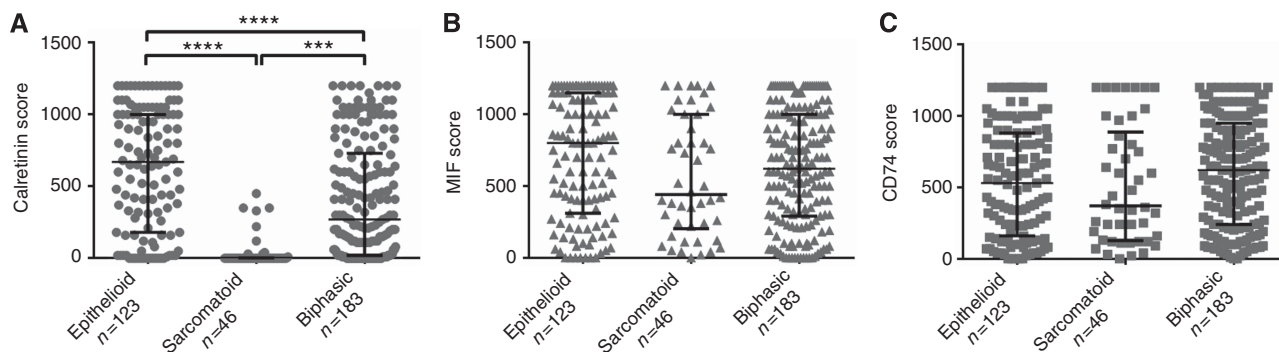 A
Calretinin score
1500
1000
500
0
****
****
***
Epithelioid
n=123
Sarcomatoid
n=46
Biphasic
n=183
B
MIF score
1500
1000
500
0
Epithelioid
n=123
Sarcomatoid
n=46
Biphasic
n=183
C
CD74 score
1500
1000
500
0
Epithelioid
n=123
Sarcomatoid
n=46
Biphasic
n=183